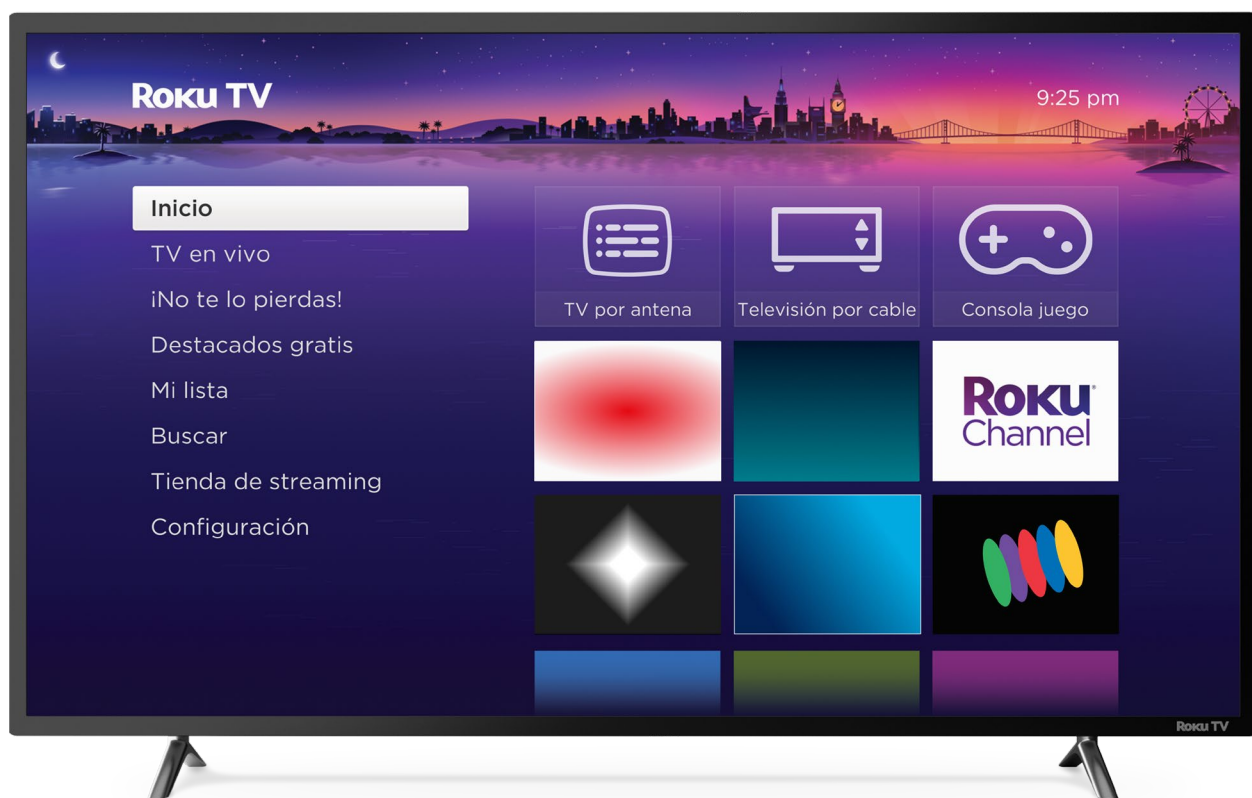 Roku TV
9:25 pm
Inicio
TV en vivo
¡No te lo pierdas!
Destacados gratis
Mi lista
Buscar
Tienda de streaming
Configuración
TV por antena
Televisión por cable
Consola juego
Roku
Channel
Roku TV